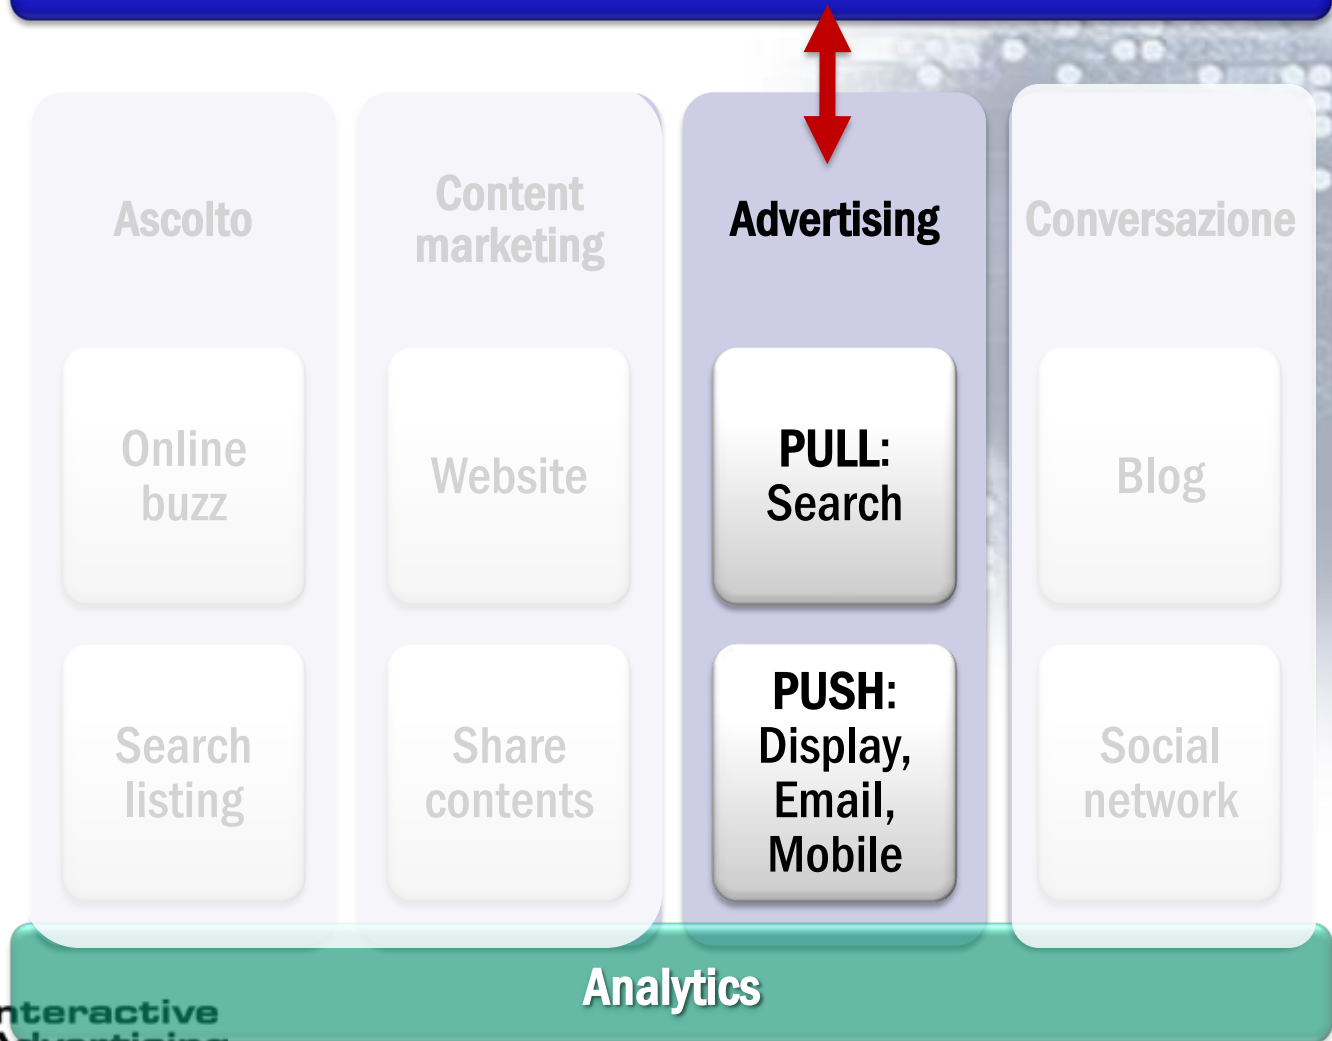 Ascolto
Content
marketing
Advertising
Conversazione
Online
buzz
Website
PULL:
Search
Blog
Search
listing
Share
contents
PUSH:
Display,
Email,
Mobile
Social
network
Analytics
nteractive